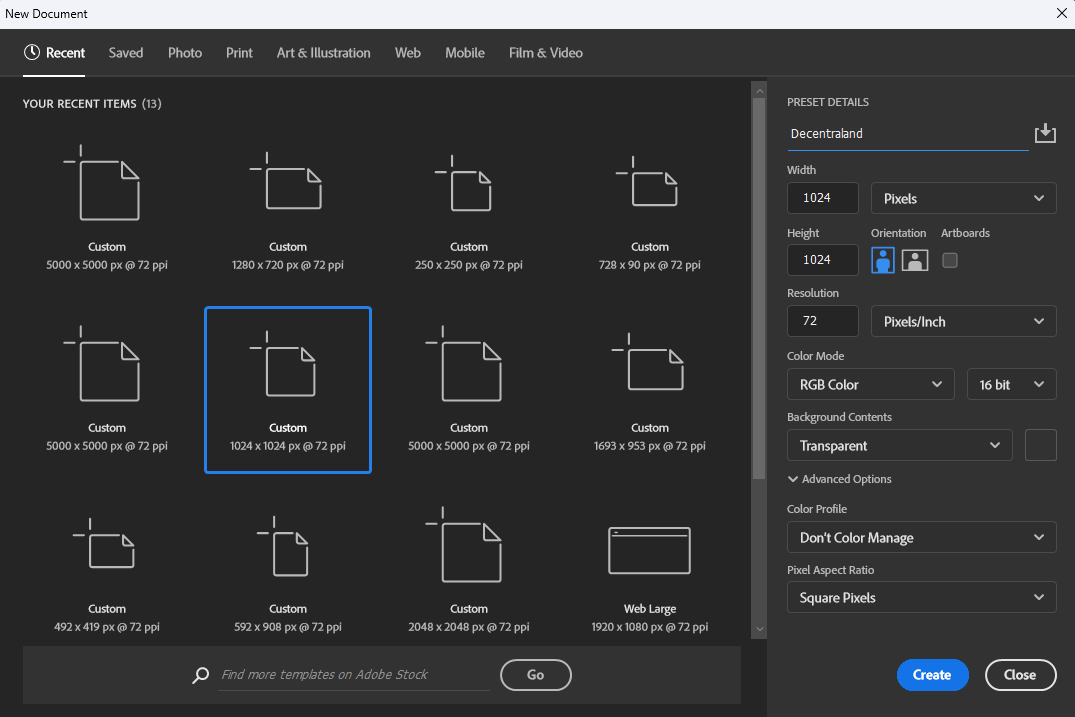 New Document
Recent Saved Photo Print Art & Illustration Web Mobile Film & Video
YOUR RECENT ITEMS (13)
Custom Custom Custom Custom
5000 x 5000 px @ 72 ppi 1280 x 720 px @ 72 ppi 250 x 250 px @ 72 ppi 728 x 90 px @ 72 ppi
Custom Custom Custom Custom
5000 x 5000 px @ 72 ppi 1024 x 1024 px @ 72 ppi 5000 x 5000 px @ 72 ppi 1693 x 953 px @ 72 ppi
Custom Custom Custom Web Large
492 x 419 px @ 72 ppi 592 x 908 px @ 72 ppi 2048 x 2048 px @ 72 ppi 1920 x 1080 px @ 72 ppi
Find more templates on Adobe Stock Go
PRESET DETAILS
Decentraland
Width
1024 Pixels
Height Orientation Artboards
1024
Resolution
72 Pixels/Inch
Color Mode
RGB Color 16 bit
Background Contents
Transparent
Advanced Options
Color Profile
Don't Color Manage
Pixel Aspect Ratio
Square Pixels
Create Close